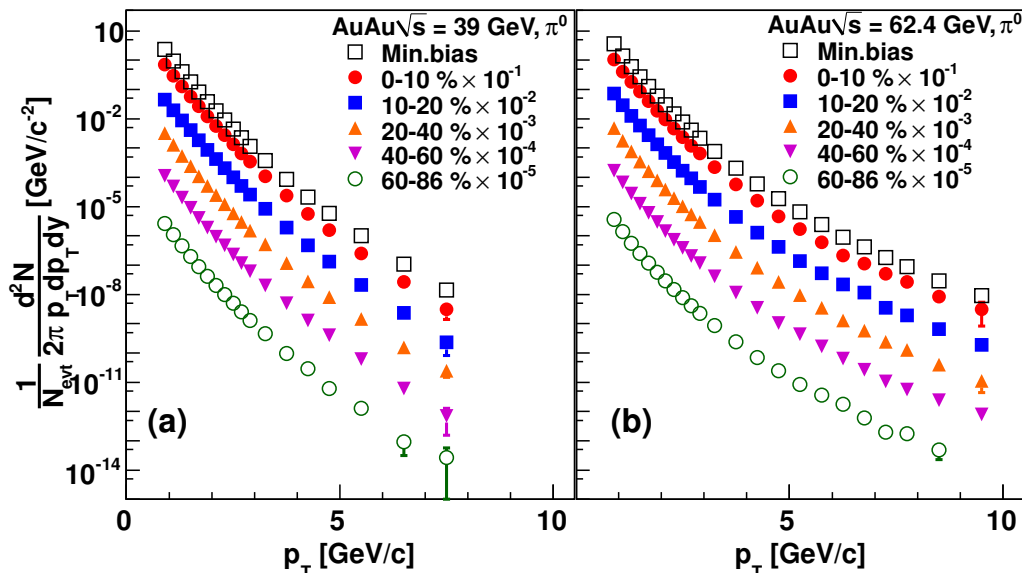 AuAu√s = 39 GeV, π⁰
Min.bias
0-10 % × 10⁻¹
10-20 % × 10⁻²
20-40 % × 10⁻³
40-60 % × 10⁻⁴
60-86 % × 10⁻⁵
(a)
AuAu√s = 62.4 GeV, π⁰
Min.bias
0-10 % × 10⁻¹
10-20 % × 10⁻²
20-40 % × 10⁻³
40-60 % × 10⁻⁴
60-86 % × 10⁻⁵
(b)
1/N_evt d²N/2π p_T dp_T dy [GeV/c⁻²]
10
10⁻²
10⁻⁵
10⁻⁸
10⁻¹¹
10⁻¹⁴
0 5 10
5 10
p_T [GeV/c]
p_T [GeV/c]